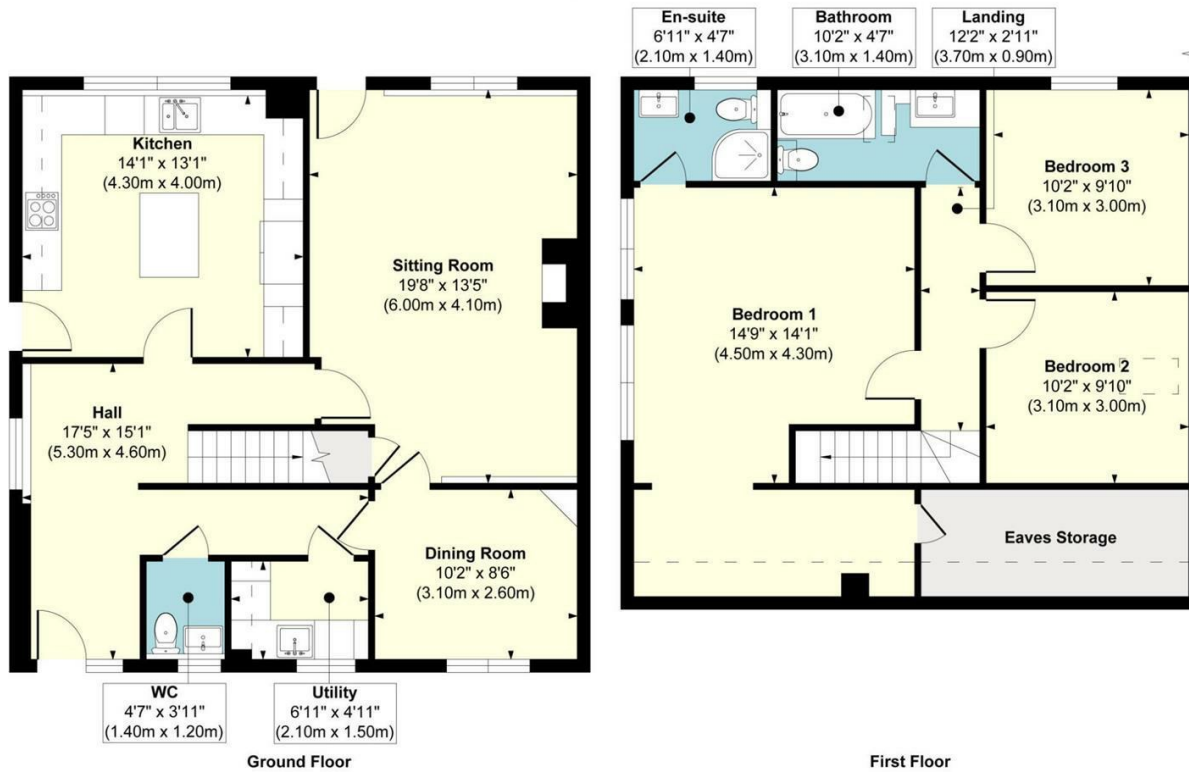 En-suite
6'11" x 4'7"
(2.10m x 1.40m)
Bathroom
10'2" x 4'7"
(3.10m x 1.40m)
Landing
12'2" x 2'11"
(3.70m x 0.90m)
Kitchen
14'1" x 13'1"
(4.30m x 4.00m)
Sitting Room
19'8" x 13'5"
(6.00m x 4.10m)
Hall
17'5" x 15'1"
(5.30m x 4.60m)
Dining Room
10'2" x 8'6"
(3.10m x 2.60m)
WC
4'7" x 3'11"
(1.40m x 1.20m)
Utility
6'11" x 4'11"
(2.10m x 1.50m)
Ground Floor
Bedroom 3
10'2" x 9'10"
(3.10m x 3.00m)
Bedroom 1
14'9" x 14'1"
(4.50m x 4.30m)
Bedroom 2
10'2" x 9'10"
(3.10m x 3.00m)
Eaves Storage
First Floor